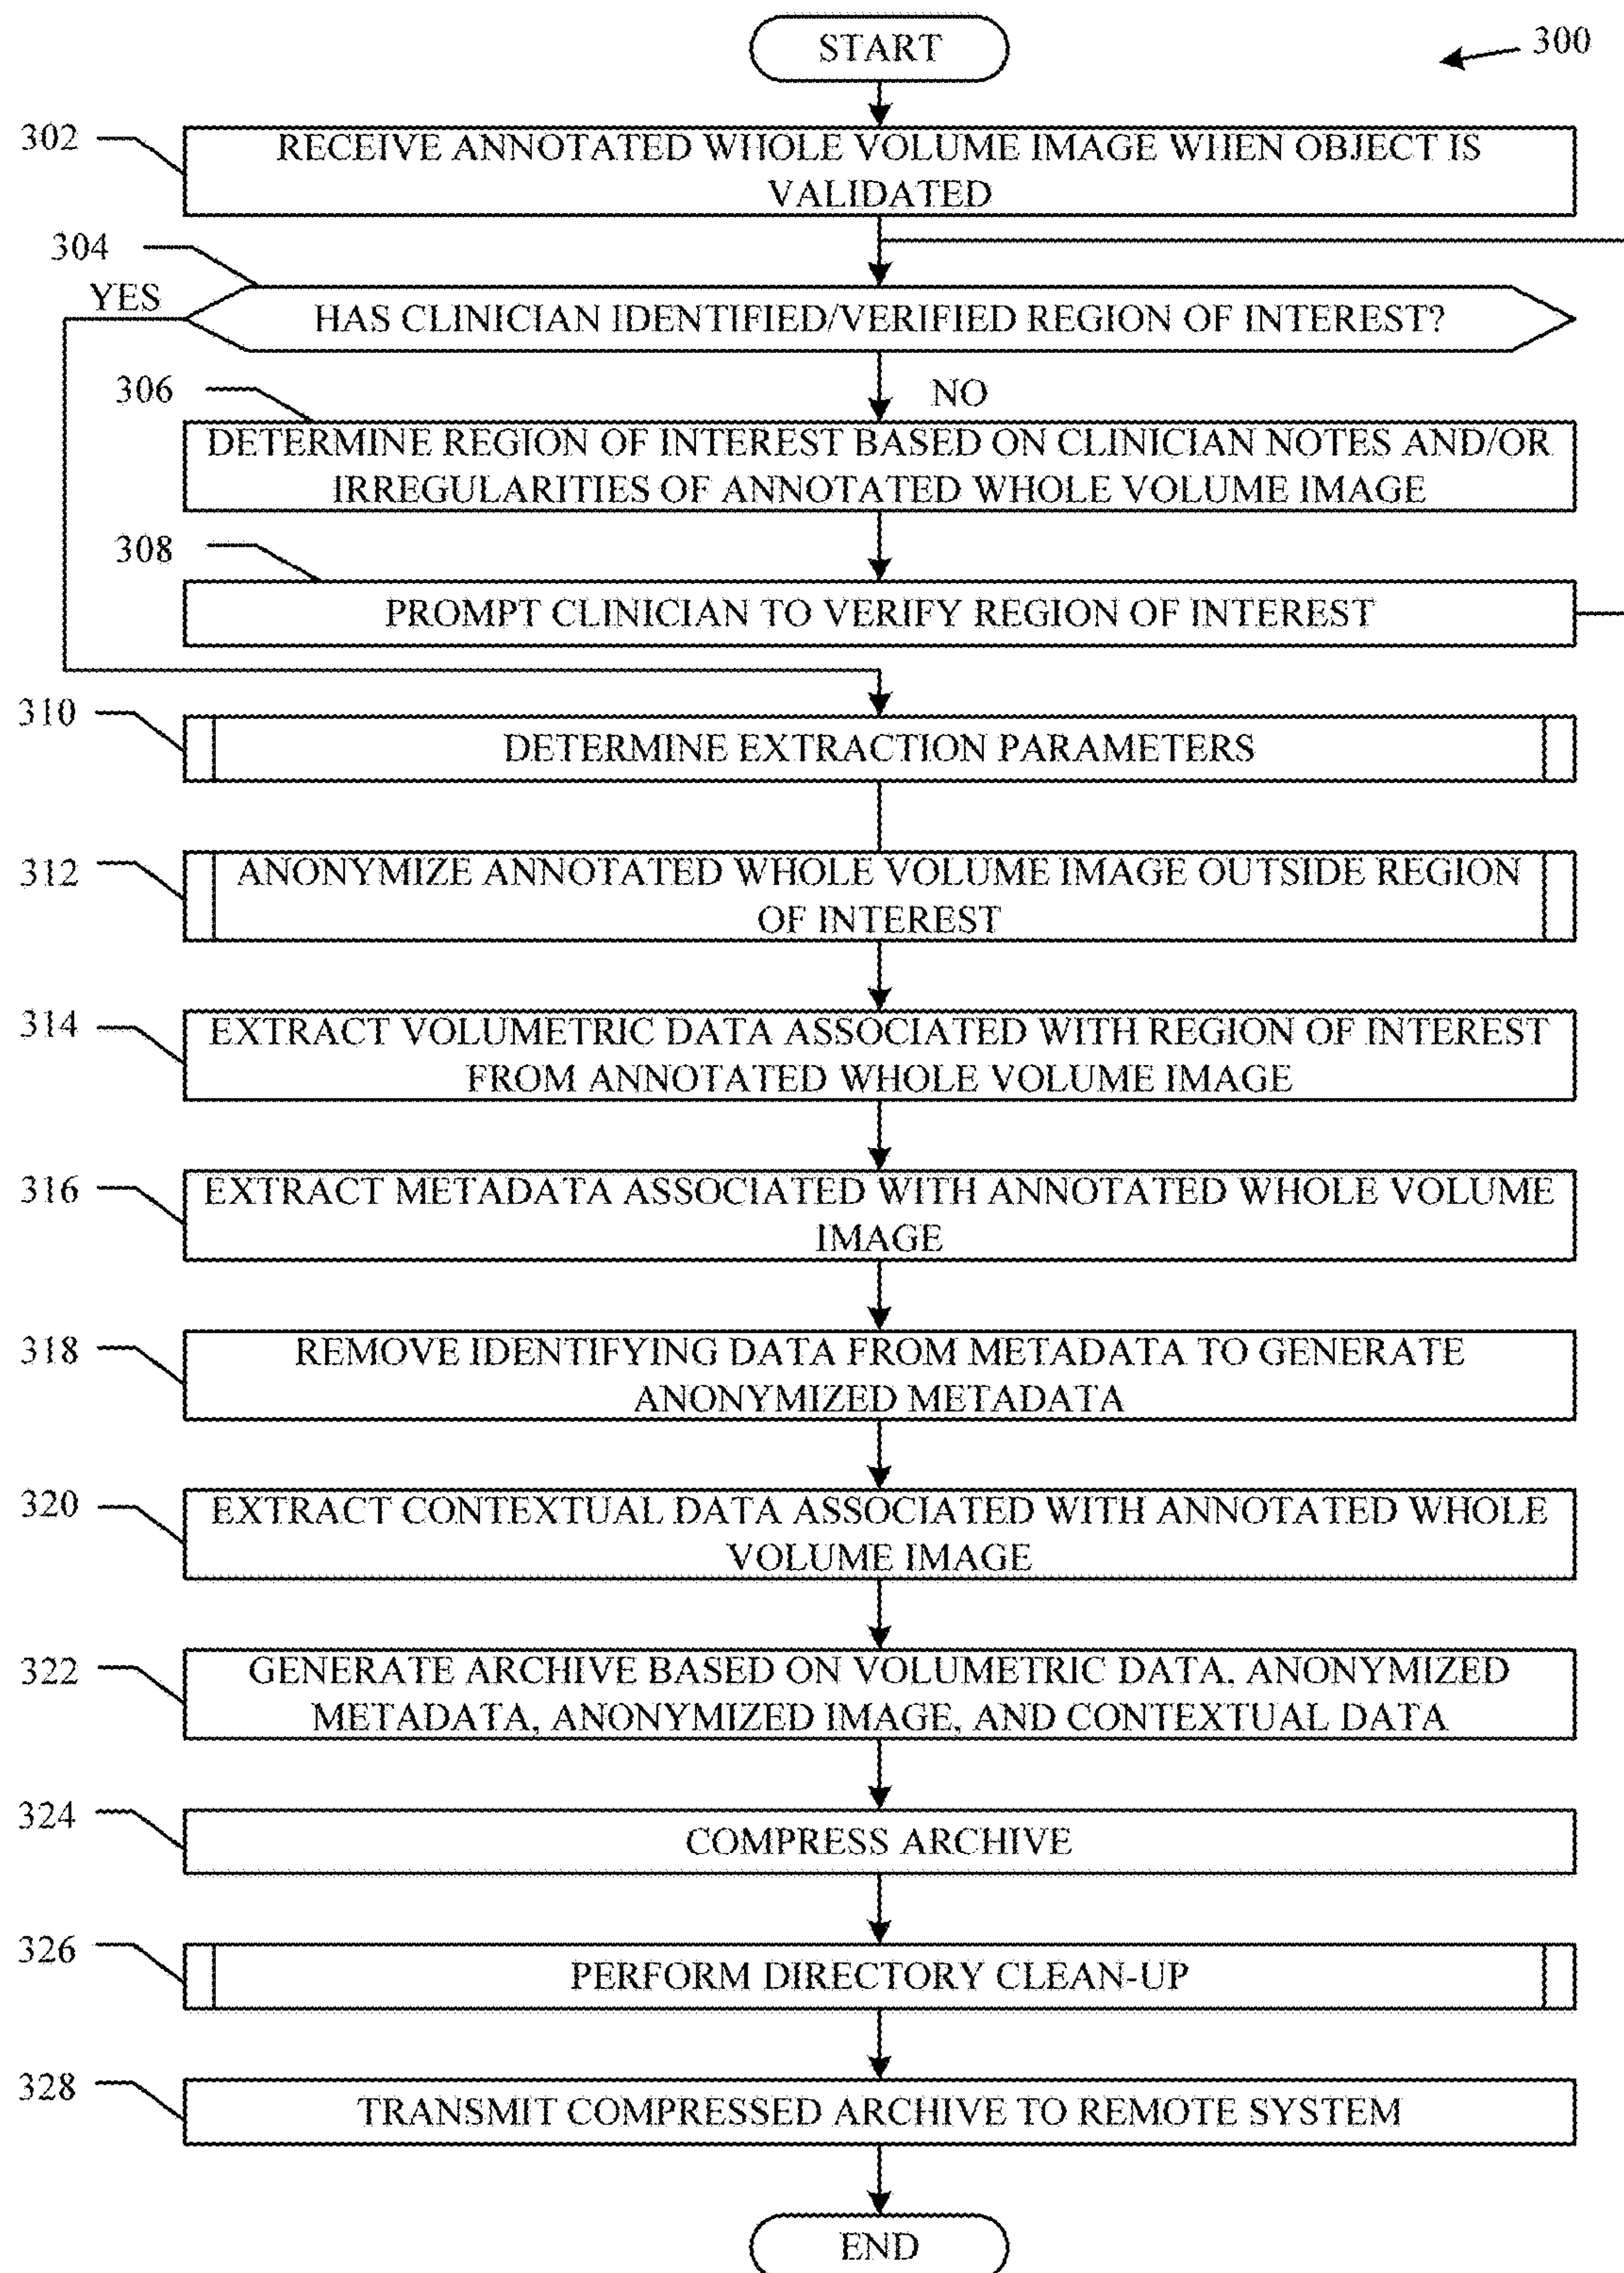 START
300
302
RECEIVE ANNOTATED WHOLE VOLUME IMAGE WHEN OBJECT IS
VALIDATED
304
YES
HAS CLINICIAN IDENTIFIED/VERIFIED REGION OF INTEREST?
306
NO
DETERMINE REGION OF INTEREST BASED ON CLINICIAN NOTES AND/OR
IRREGULARITIES OF ANNOTATED WHOLE VOLUME IMAGE
308
PROMPT CLINICIAN TO VERIFY REGION OF INTEREST
310
DETERMINE EXTRACTION PARAMETERS
312
ANONYMIZE ANNOTATED WHOLE VOLUME IMAGE OUTSIDE REGION
OF INTEREST
314
EXTRACT VOLUMETRIC DATA ASSOCIATED WITH REGION OF INTEREST
FROM ANNOTATED WHOLE VOLUME IMAGE
316
EXTRACT METADATA ASSOCIATED WITH ANNOTATED WHOLE VOLUME
IMAGE
318
REMOVE IDENTIFYING DATA FROM METADATA TO GENERATE
ANONYMIZED METADATA
320
EXTRACT CONTEXTUAL DATA ASSOCIATED WITH ANNOTATED WHOLE
VOLUME IMAGE
322
GENERATE ARCHIVE BASED ON VOLUMETRIC DATA, ANONYMIZED
METADATA, ANONYMIZED IMAGE, AND CONTEXTUAL DATA
324
COMPRESS ARCHIVE
326
PERFORM DIRECTORY CLEAN-UP
328
TRANSMIT COMPRESSED ARCHIVE TO REMOTE SYSTEM
END